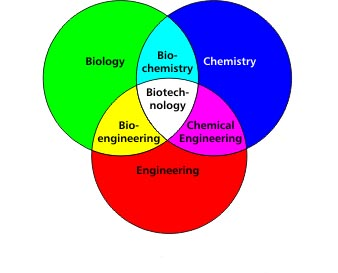 Biology
Bio-
chemistry
Chemistry
Biotech-
nology
Bio-
engineering
Chemical
Engineering
Engineering